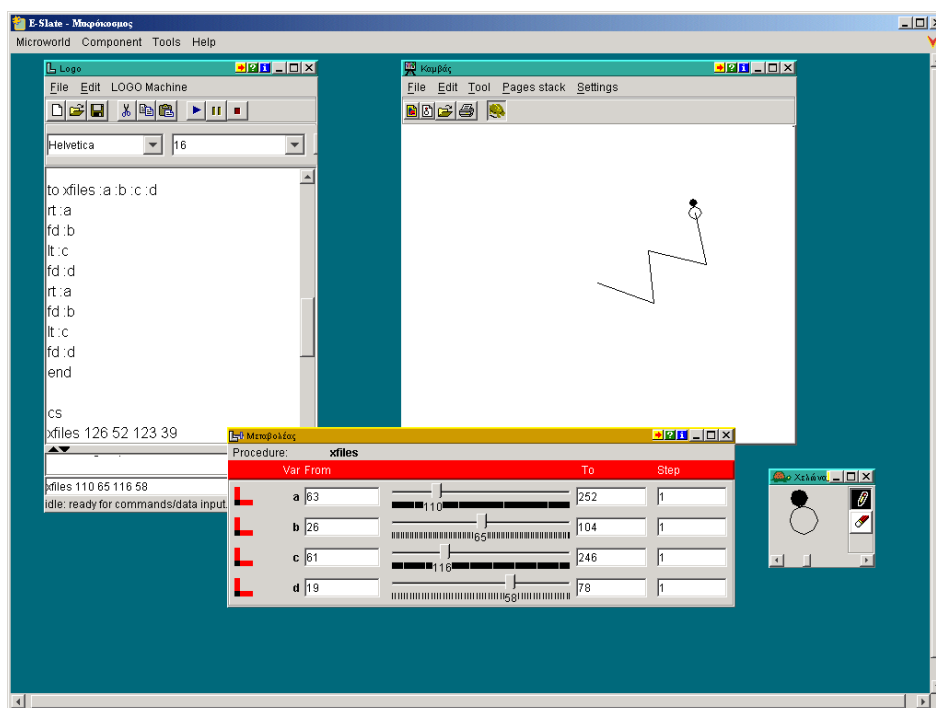 E-Slate - Μικρόκοσμος
Microworld Component Tools Help
Logo
File Edit LOGO Machine
Helvetica 16
to xfiles :a :b :c :d
rt :a
fd :b
lt :c
fd :d
rt :a
fd :b
lt :c
fd :d
end
cs
xfiles 126 52 123 39
xfiles 110 65 116 58
idle: ready for commands/data input.
Καμβάς
File Edit Tool Pages stack Settings
Μεταβολέας
Procedure: xfiles
Var From To Step
a 63 110 252 1
b 26 65 104 1
c 61 116 246 1
d 19 58 78 1
Χελώνα